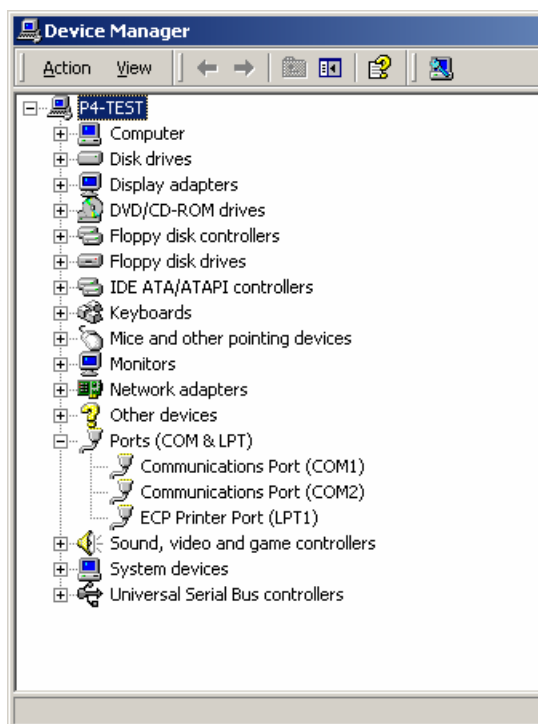 Device Manager
Action View
P4-TEST
Computer
Disk drives
Display adapters
DVD/CD-ROM drives
Floppy disk controllers
Floppy disk drives
IDE ATA/ATAPI controllers
Keyboards
Mice and other pointing devices
Monitors
Network adapters
Other devices
Ports (COM & LPT)
Communications Port (COM1)
Communications Port (COM2)
ECP Printer Port (LPT1)
Sound, video and game controllers
System devices
Universal Serial Bus controllers